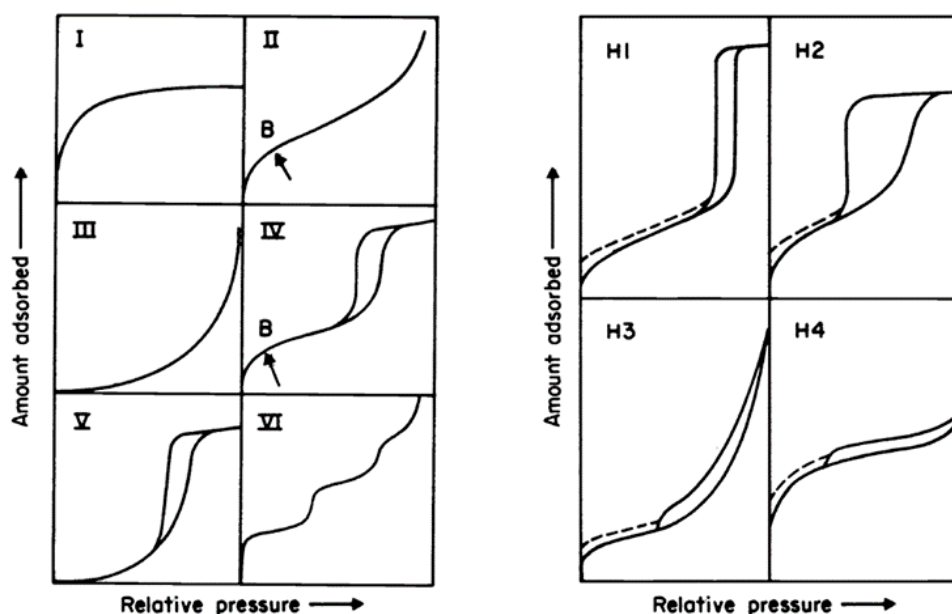 I
II
B
III
IV
B
V
VI
Amount adsorbed
Relative pressure
H1
H2
H3
H4
Amount adsorbed
Relative pressure